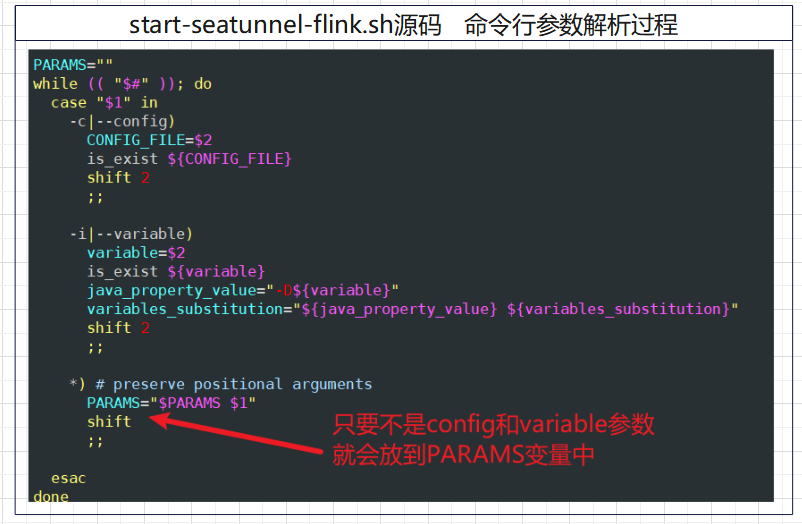 start-seatunnel-flink.sh源码 命令行参数解析过程
PARAMS=""
while (( "$#" )); do
  case "$1" in
    -c|--config)
      CONFIG_FILE=$2
      is_exist ${CONFIG_FILE}
      shift 2
      ;;
    -i|--variable)
      variable=$2
      is_exist ${variable}
      java_property_value="-D${variable}"
      variables_substitution="${java_property_value} ${variables_substitution}"
      shift 2
      ;;
    *) # preserve positional arguments
      PARAMS="$PARAMS $1"
      shift
      ;;
只要不是config和variable参数
就会放到PARAMS变量中
  esac
done